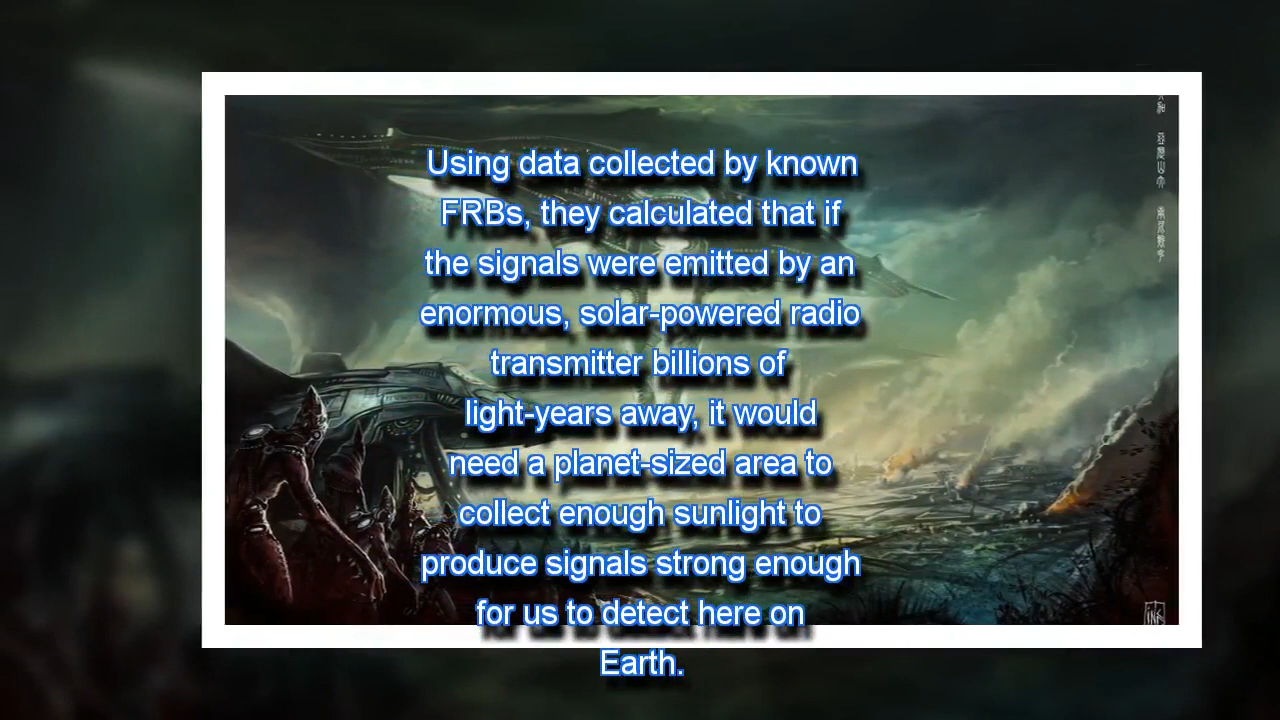 Using data collected by known
FRBs, they calculated that if
the signals were emitted by an
enormous, solar-powered radio
transmitter billions of
light-years away, it would
need a planet-sized area to
collect enough sunlight to
produce signals strong enough
for us to detect here on
Earth.